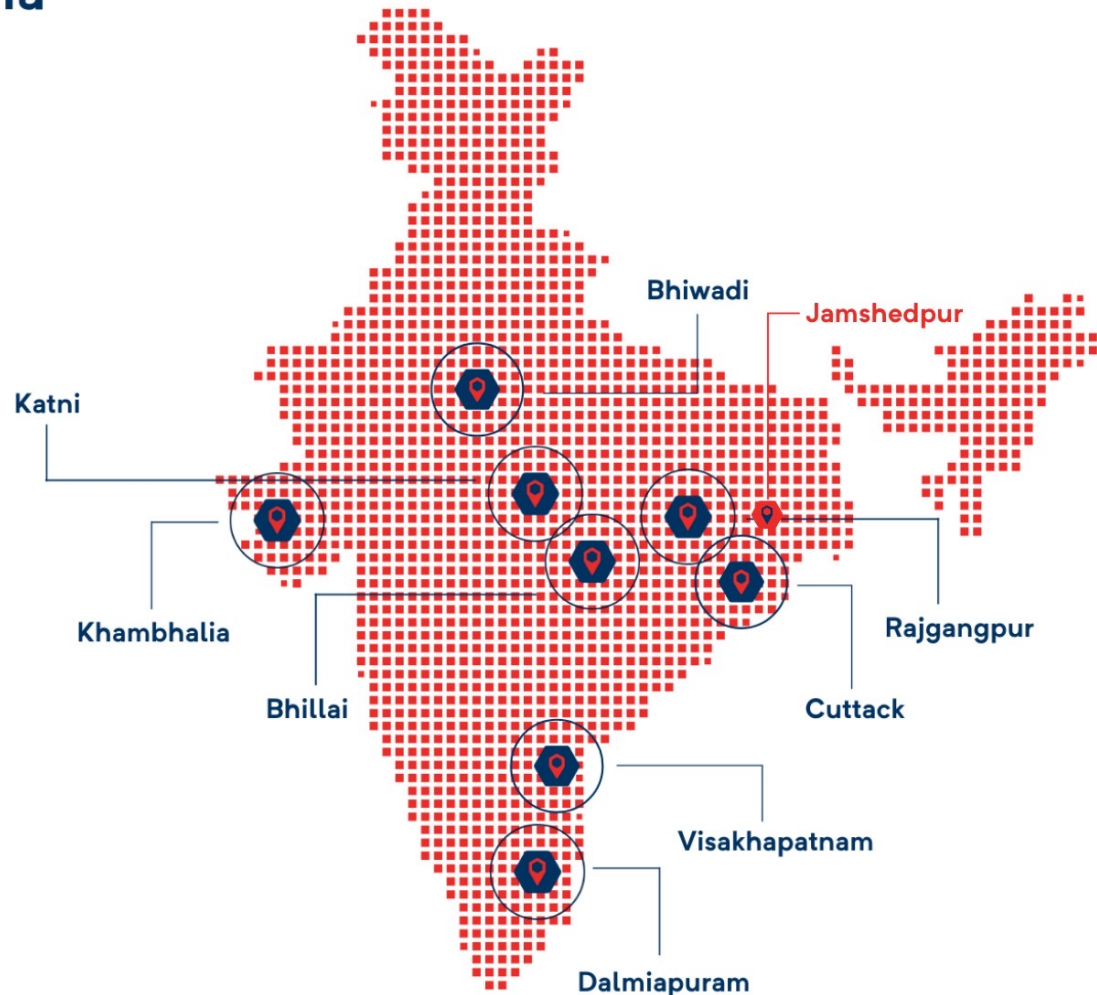 Bhiwadi
Jamshedpur
Katni
Khambhalia
Rajgangpur
Bhillai
Cuttack
Visakhapatnam
Dalmiapuram